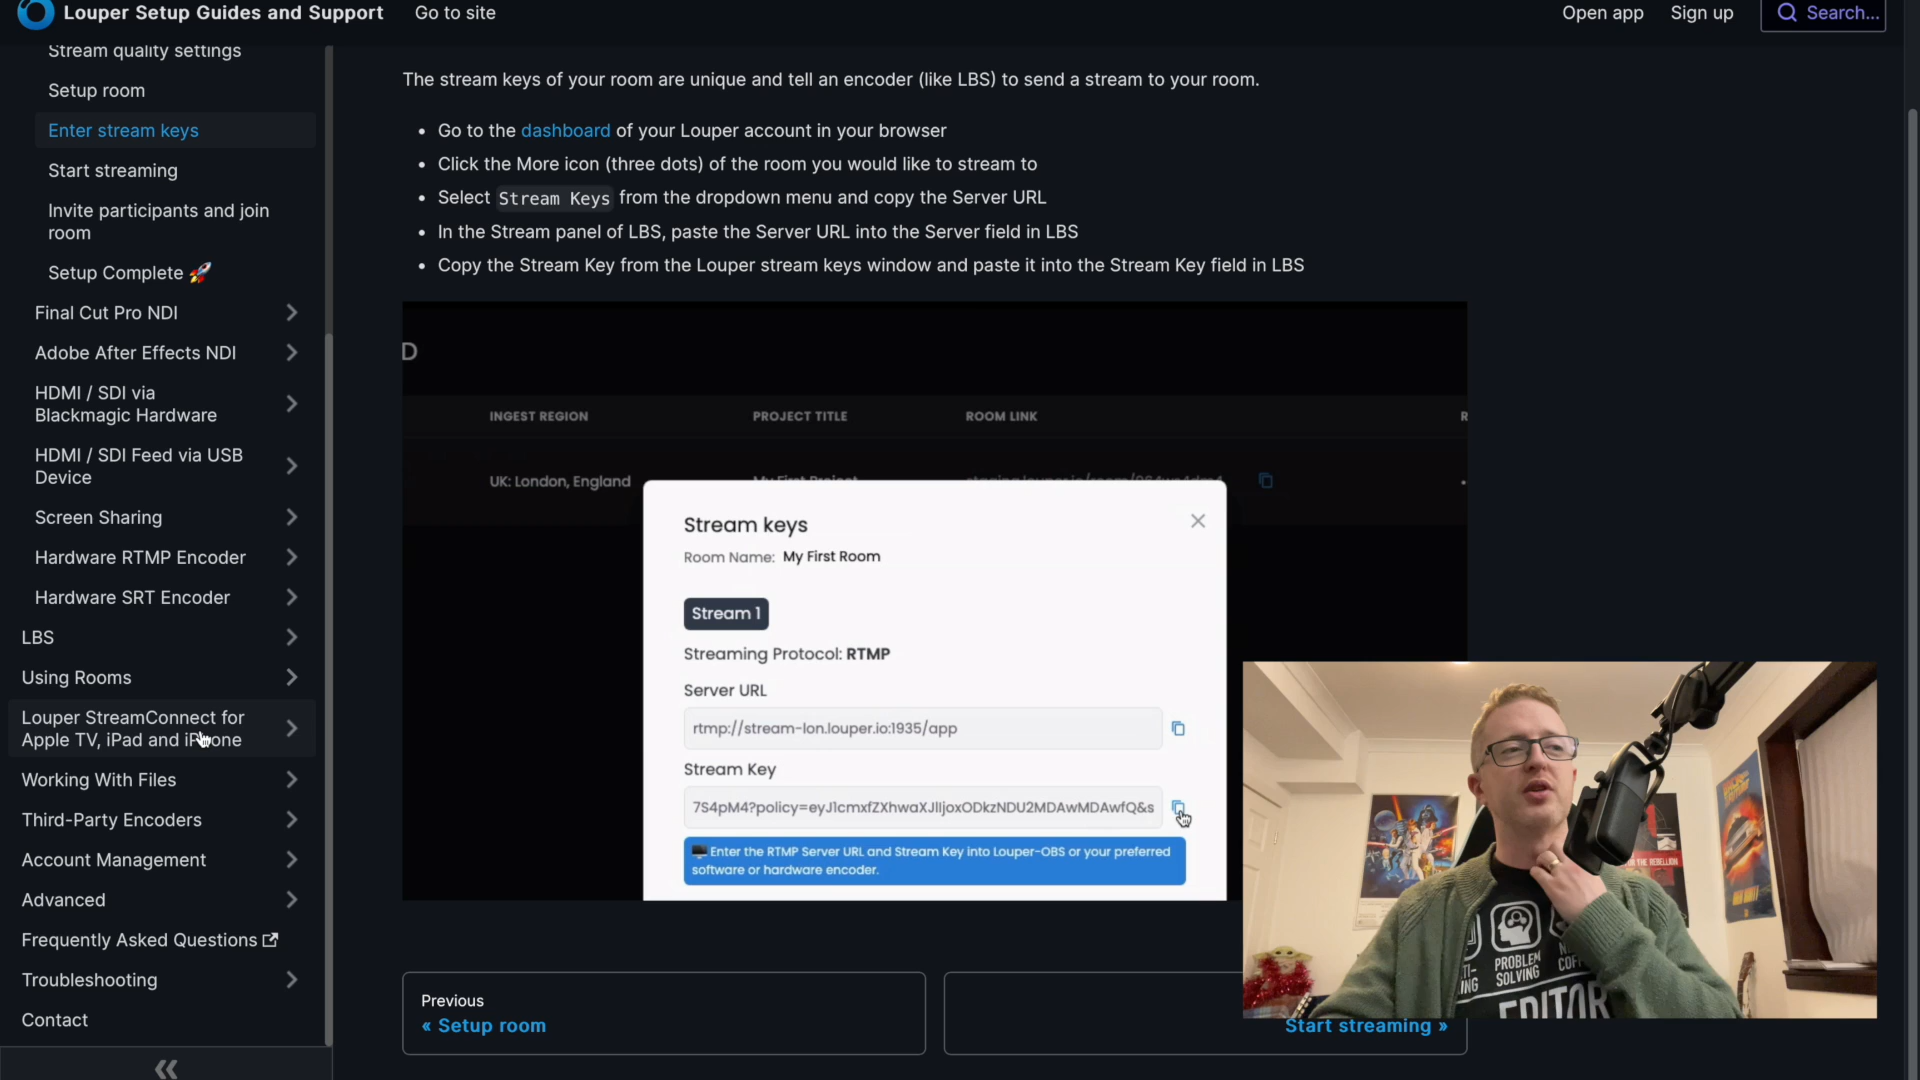 Louper Setup Guides and Support
Go to site
Open app
Sign up
Search...
Stream quality settings
Setup room
Enter stream keys
Start streaming
Invite participants and join
room
Setup Complete 🚀
Final Cut Pro NDI
Adobe After Effects NDI
HDMI / SDI via
Blackmagic Hardware
HDMI / SDI Feed via USB
Device
Screen Sharing
Hardware RTMP Encoder
Hardware SRT Encoder
LBS
Using Rooms
Louper StreamConnect for
Apple TV, iPad and iPhone
Working With Files
Third-Party Encoders
Account Management
Advanced
Frequently Asked Questions
Troubleshooting
Contact
The stream keys of your room are unique and tell an encoder (like LBS) to send a stream to your room.
• Go to the dashboard of your Louper account in your browser
• Click the More icon (three dots) of the room you would like to stream to
• Select Stream Keys from the dropdown menu and copy the Server URL
• In the Stream panel of LBS, paste the Server URL into the Server field in LBS
• Copy the Stream Key from the Louper stream keys window and paste it into the Stream Key field in LBS
D
INGEST REGION
PROJECT TITLE
ROOM LINK
R
UK: London, England
My First Project
Stream keys
Room Name: My First Room
Stream 1
Streaming Protocol: RTMP
Server URL
rtmp://stream-lon.louper.io:1935/app
Stream Key
Enter the RTMP Server URL and Stream Key into Louper-OBS or your preferred
software or hardware encoder.
Previous
« Setup room
Start streaming »
STAR WARS
THE REBELLION
PROBLEM
SOLVING
EDITOR